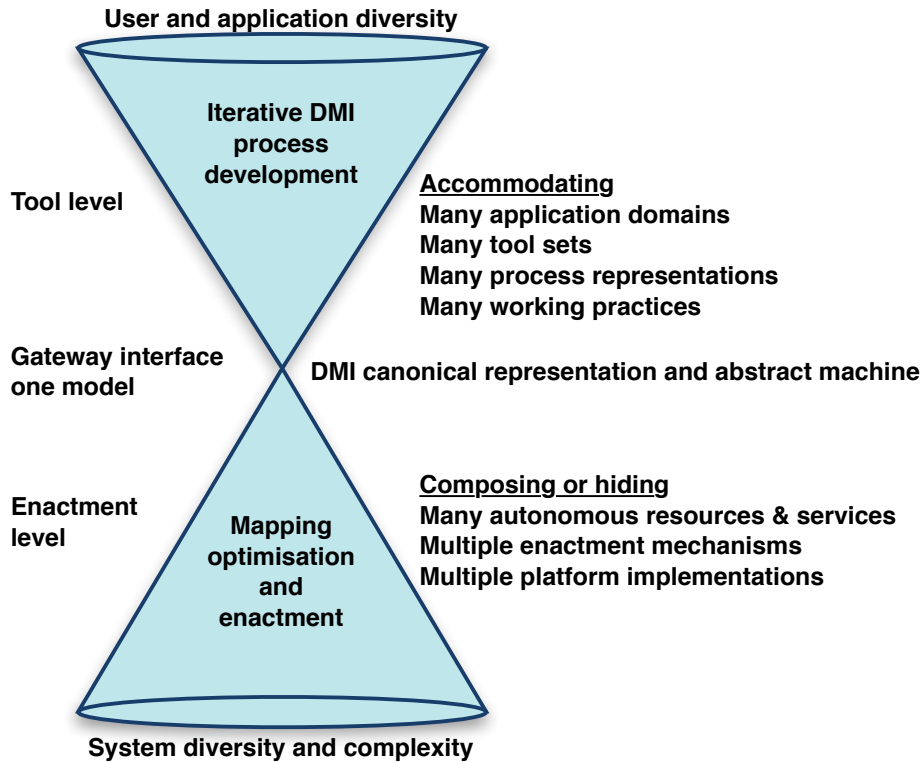 User and application diversity
Iterative DMI
process
development
Tool level
Accommodating
Many application domains
Many tool sets
Many process representations
Many working practices
Gateway interface
one model
DMI canonical representation and abstract machine
Enactment
level
Composing or hiding
Many autonomous resources & services
Multiple enactment mechanisms
Multiple platform implementations
Mapping
optimisation
and
enactment
System diversity and complexity